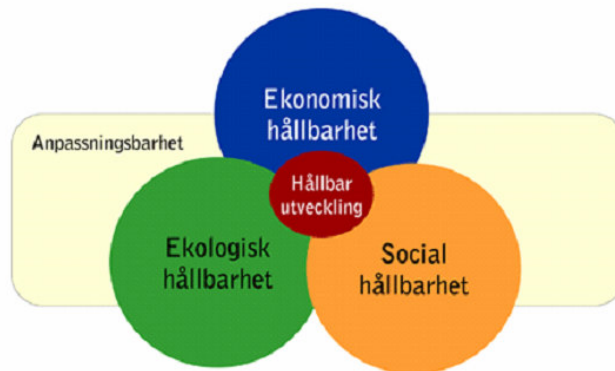 Ekonomisk
hållbarhet
Anpassningsbarhet
Hållbar
utveckling
Ekologisk
hållbarhet
Social
hållbarhet